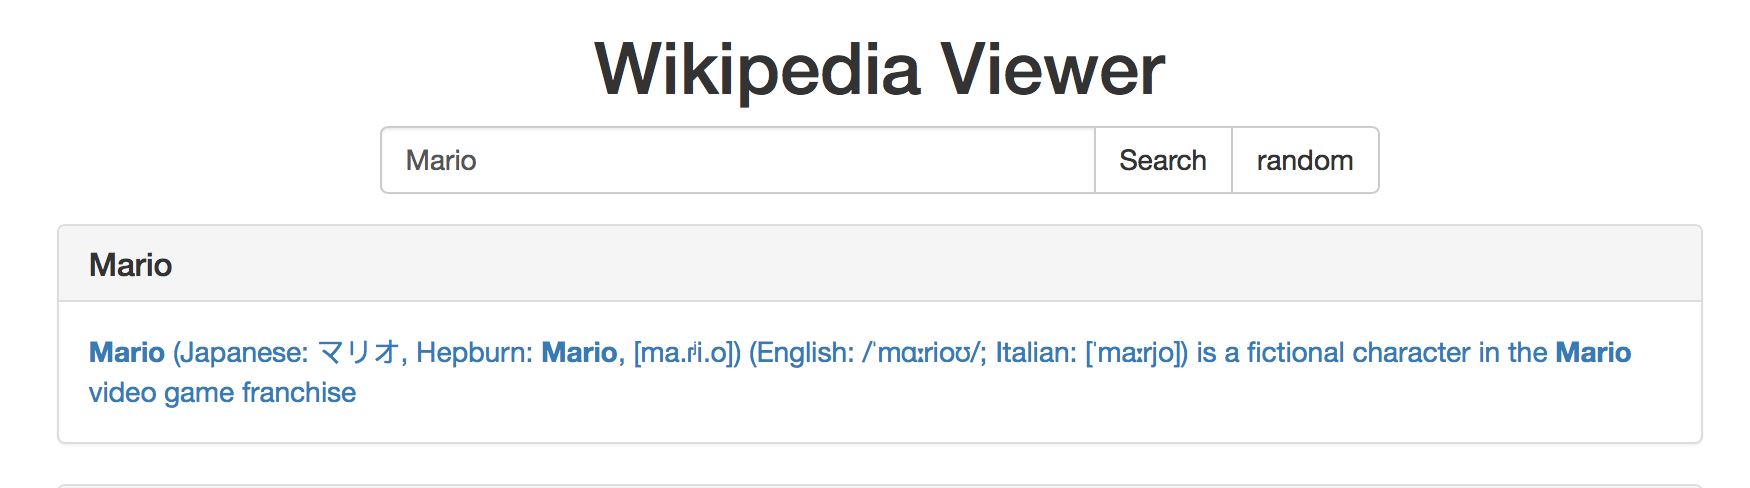 Wikipedia Viewer
Mario Search random
Mario
Mario (Japanese: マリオ, Hepburn: Mario, [ma.ɾʲi.o]) (English: /ˈmɑːrioʊ/; Italian: [ˈmaːrjo]) is a fictional character in the Mario
video game franchise